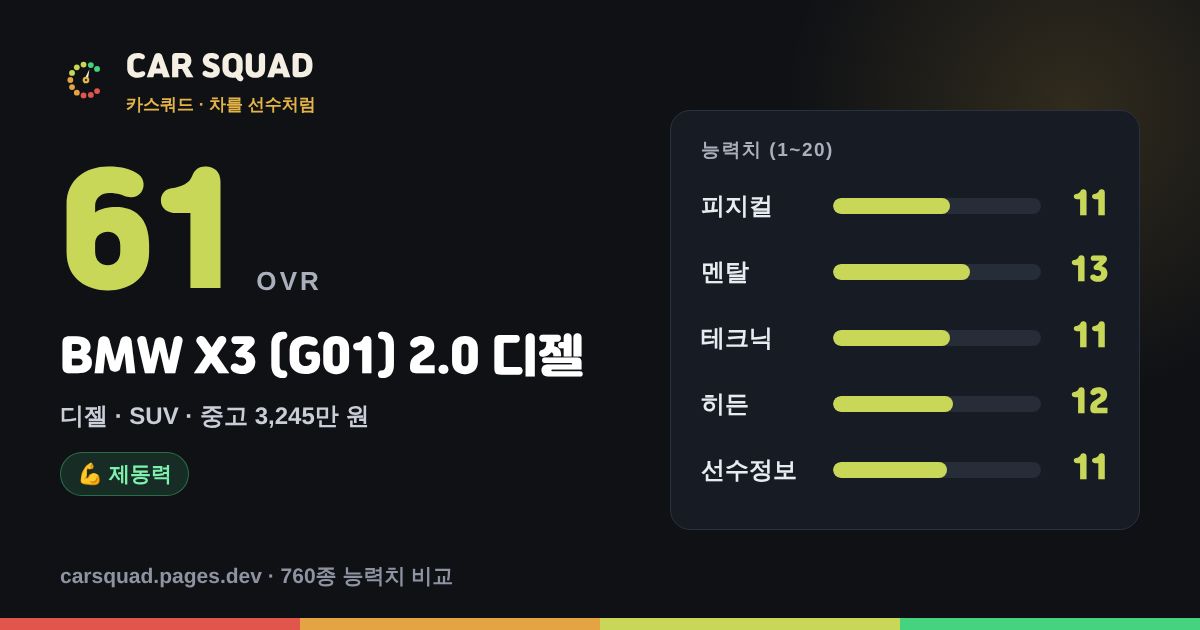 CAR SQUAD
카스쿼드 · 차를 선수처럼
61 OVR
BMW X3 (G01) 2.0 디젤
디젤 · SUV · 중고 3,245만 원
💪 제동력
carsquad.pages.dev · 760종 능력치 비교
능력치 (1~20)
피지컬 11
멘탈 13
테크닉 11
히든 12
선수정보 11